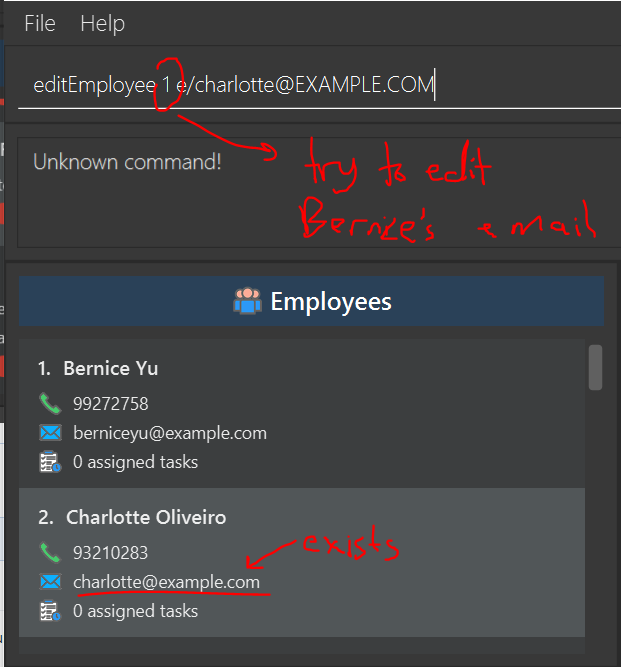 File Help
editEmployee 1 e/charlotte@EXAMPLE.COM
Unknown command!
try to edit
Bernize's email
Employees
1. Bernice Yu
99272758
berniceyu@example.com
0 assigned tasks
2. Charlotte Oliveiro
exists
93210283
charlotte@example.com
0 assigned tasks